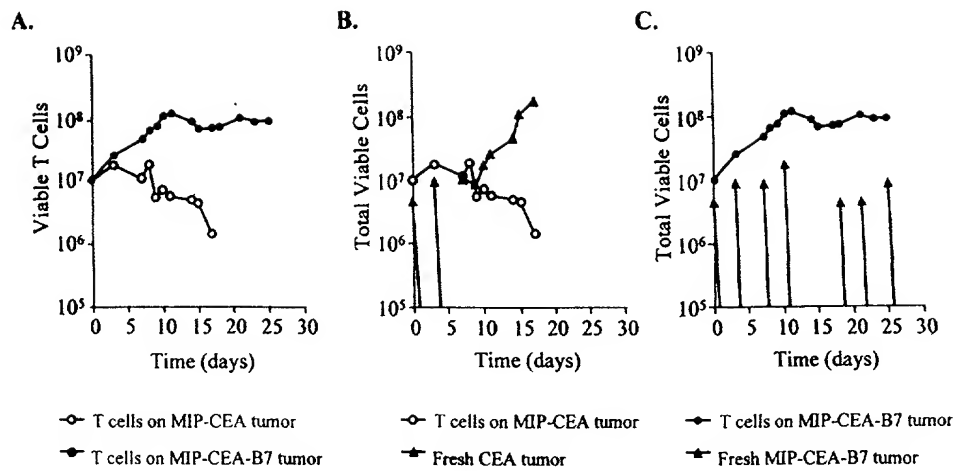 A.
B.
C.
Viable T Cells
10⁹
10⁸
10⁷
10⁶
10⁵
0 5 10 15 20 25 30
Time (days)
Total Viable Cells
10⁹
10⁸
10⁷
10⁶
10⁵
0 5 10 15 20 25 30
Time (days)
Total Viable Cells
10⁹
10⁸
10⁷
10⁶
10⁵
0 5 10 15 20 25 30
Time (days)
T cells on MIP-CEA tumor
T cells on MIP-CEA-B7 tumor
T cells on MIP-CEA tumor
Fresh CEA tumor
T cells on MIP-CEA-B7 tumor
Fresh MIP-CEA-B7 tumor